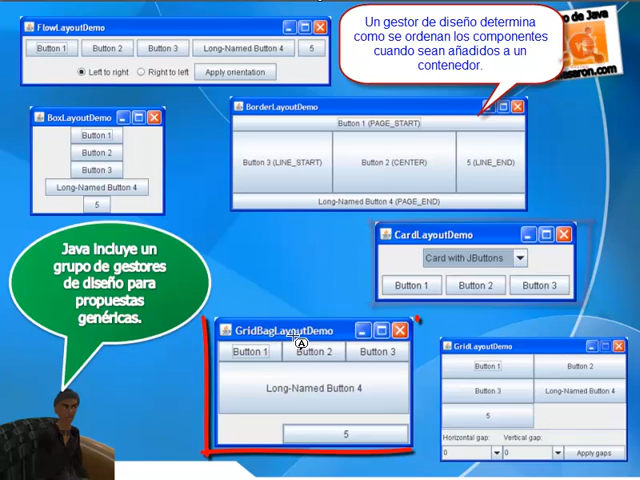 FlowLayoutDemo
Button 1
Button 2
Button 3
Long-Named Button 4
5
Left to right
Right to left
Apply orientation
Un gestor de diseño determina
como se ordenan los componentes
cuando sean añadidos a un
contenedor.
de Java
.com
BoxLayoutDemo
Button 1
Button 2
Button 3
Long-Named Button 4
5
BorderLayoutDemo
Button 1 (PAGE_START)
Button 3 (LINE_START)
Button 2 (CENTER)
5 (LINE_END)
Long-Named Button 4 (PAGE_END)
Java incluye un
grupo de gestores
de diseño para
propuestas
genéricas.
CardLayoutDemo
Card with JButtons
Button 1
Button 2
Button 3
GridBagLayoutDemo
Button 1
Button 2
Button 3
Long-Named Button 4
5
GridLayoutDemo
Button 1
Button 2
Button 3
Long-Named Button 4
5
Horizontal gap:
Vertical gap:
0
0
Apply gaps